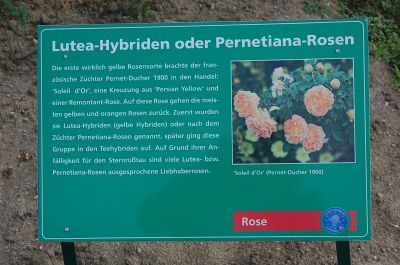 Lutea-Hybriden oder Pernetiana-Rosen
Die erste wirklich gelbe Rosensorte brachte der fran-
zösische Züchter Pernet-Ducher 1900 in den Handel:
'Soleil d'Or', eine Kreuzung aus 'Persian Yellow' und
einer Remontant-Rose. Auf diese Rose gehen die meis-
ten gelben und orangen Rosen zurück. Zuerst wurden
sie Lutea-Hybriden (gelbe Hybriden) oder nach dem
Züchter Pernetiana-Rosen genannt, später ging diese
Gruppe in den Teehybriden auf. Auf Grund ihrer An-
fälligkeit für den Sternrußtau sind viele Lutea- bzw.
Pernetiana-Rosen ausgesprochene Liebhaberrosen.
'Soleil d'Or' (Pernet-Ducher 1900)
Rose